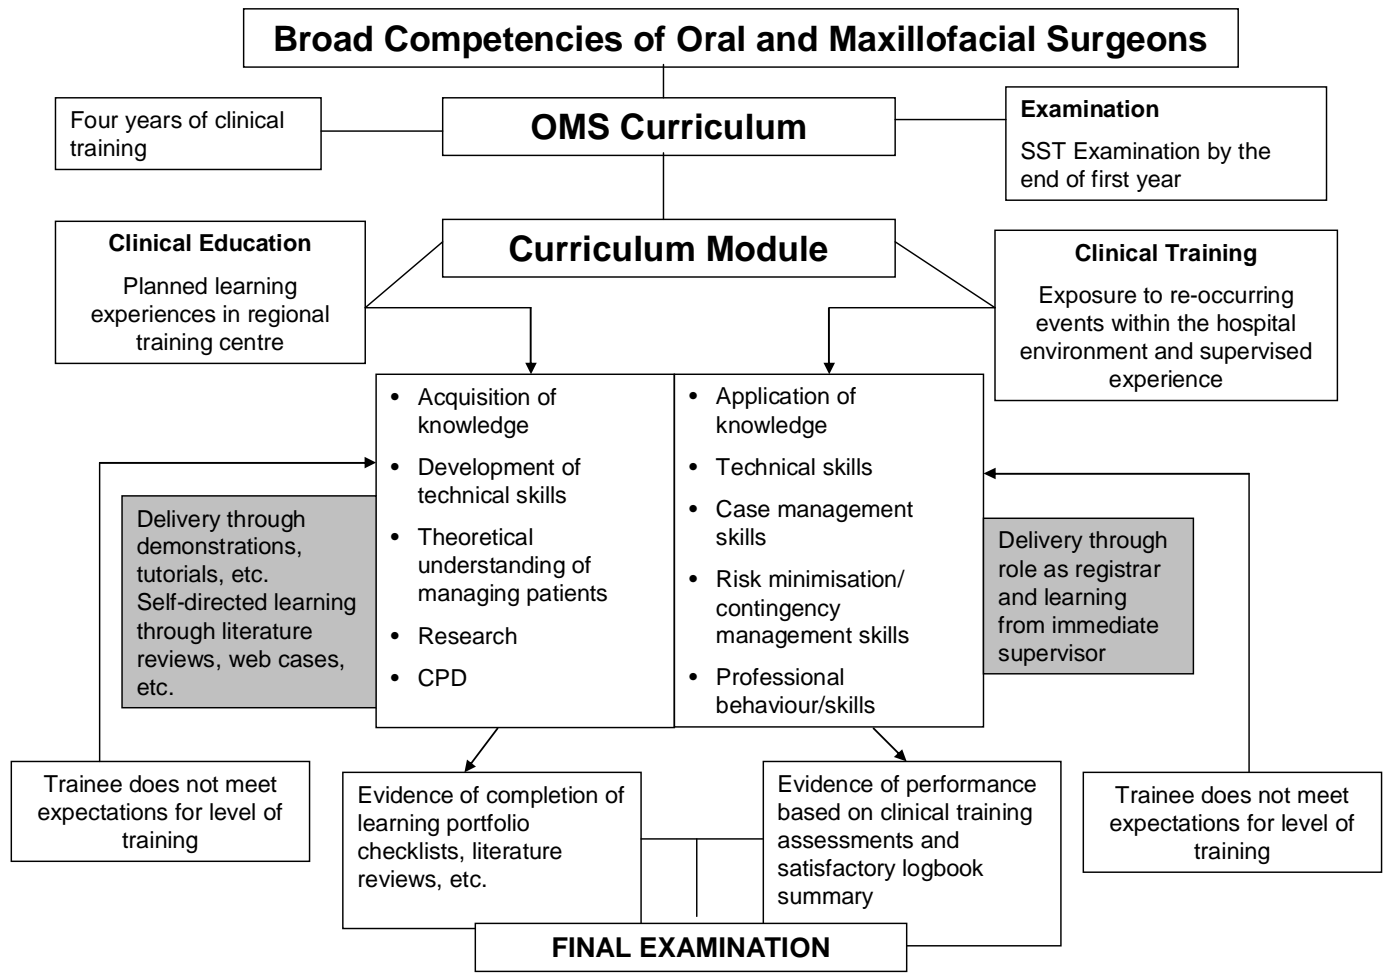 Broad Competencies of Oral and Maxillofacial Surgeons
Four years of clinical
training
OMS Curriculum
Examination
SST Examination by the
end of first year
Clinical Education
Planned learning
experiences in regional
training centre
Curriculum Module
Clinical Training
Exposure to re-occurring
events within the hospital
environment and supervised
experience
• Acquisition of
knowledge
• Development of
technical skills
• Theoretical
understanding of
managing patients
• Research
• CPD
• Application of
knowledge
• Technical skills
• Case management
skills
• Risk minimisation/
contingency
management skills
• Professional
behaviour/skills
Delivery through
demonstrations,
tutorials, etc.
Self-directed learning
through literature
reviews, web cases,
etc.
Delivery through
role as registrar
and learning
from immediate
supervisor
Trainee does not meet
expectations for level of
training
Evidence of completion of
learning portfolio
checklists, literature
reviews, etc.
Evidence of performance
based on clinical training
assessments and
satisfactory logbook
summary
Trainee does not meet
expectations for level of
training
FINAL EXAMINATION